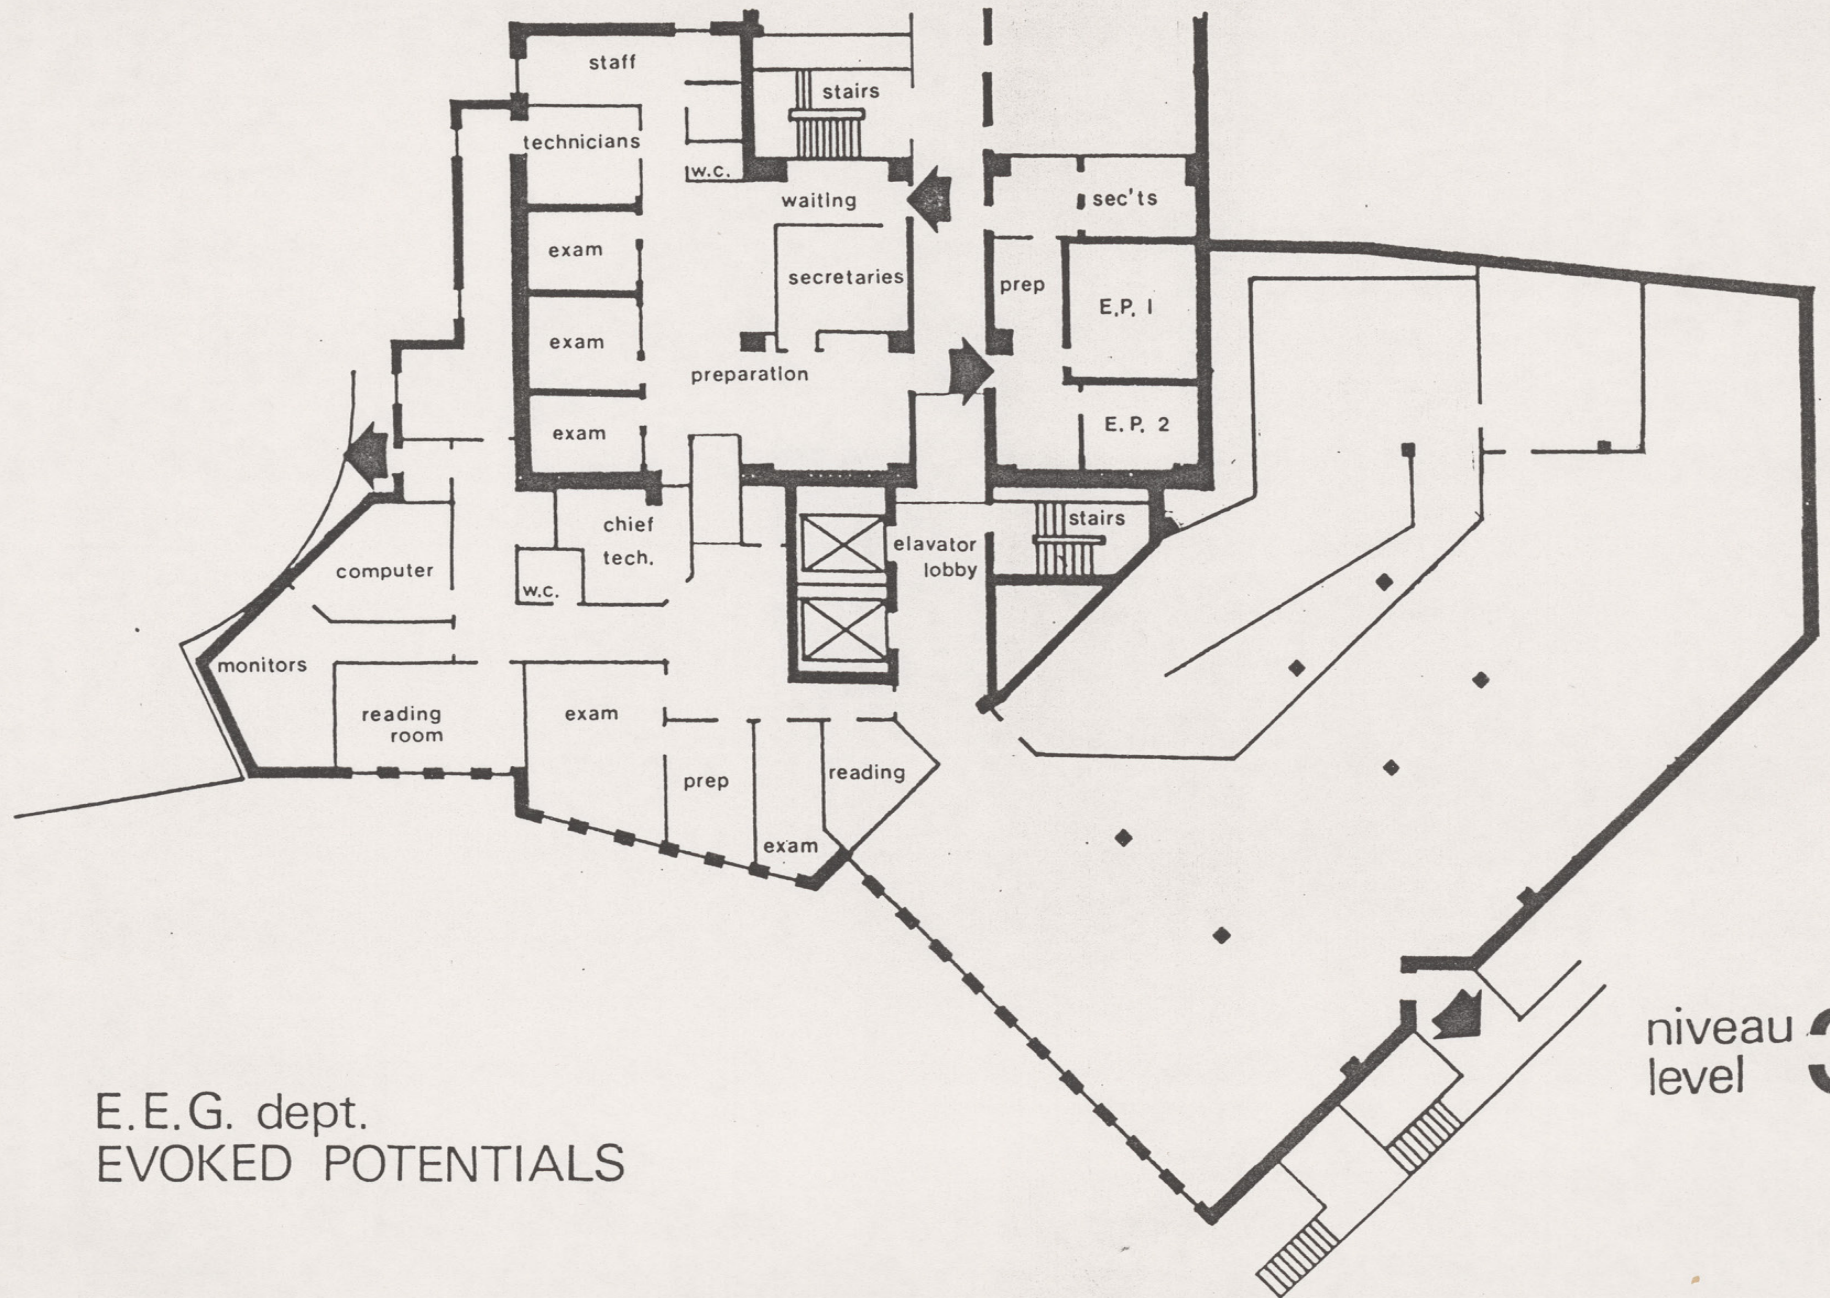 staff
stairs
technicians
w.c.
waiting
sec'ts
exam
secretaries
prep
E.P. 1
exam
preparation
exam
E.P. 2
chief
tech.
stairs
elavator
lobby
computer
w.c.
monitors
reading
room
exam
prep
reading
exam
niveau
level
E.E.G. dept.
EVOKED POTENTIALS